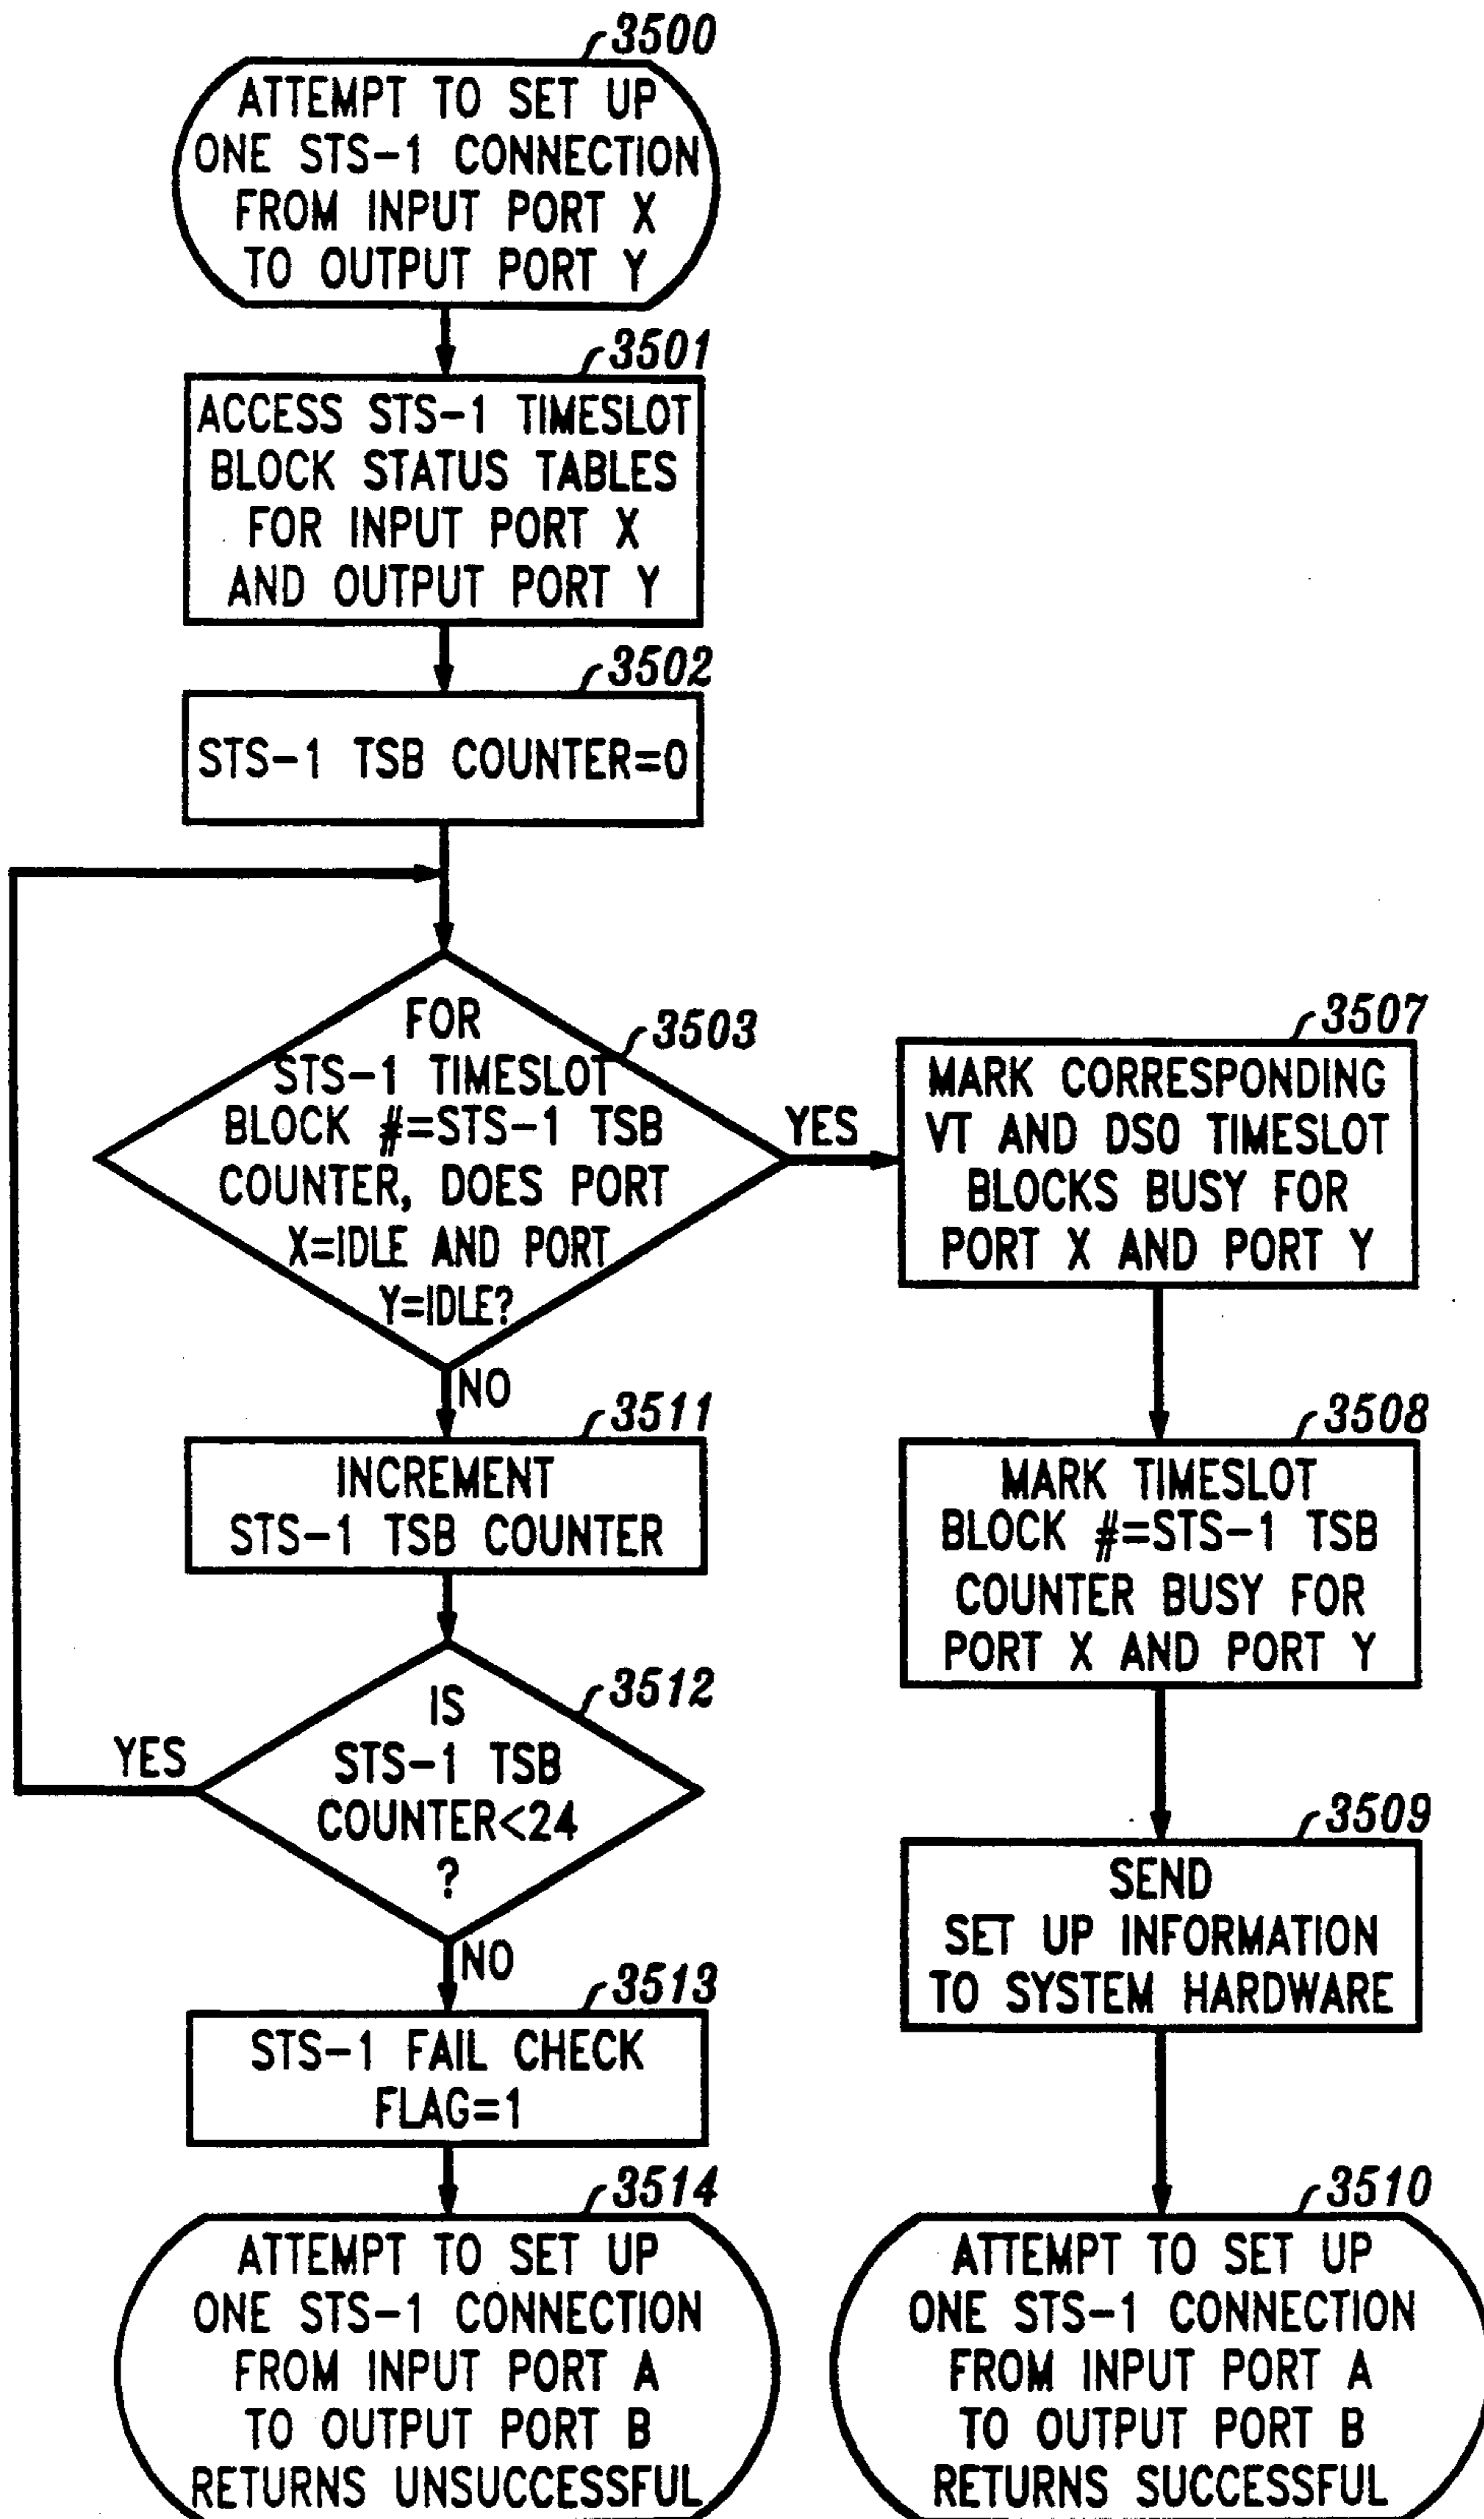 3500
ATTEMPT TO SET UP
ONE STS-1 CONNECTION
FROM INPUT PORT X
TO OUTPUT PORT Y
3501
ACCESS STS-1 TIMESLOT
BLOCK STATUS TABLES
FOR INPUT PORT X
AND OUTPUT PORT Y
3502
STS-1 TSB COUNTER=0
3503
FOR
STS-1 TIMESLOT
BLOCK #=STS-1 TSB
COUNTER, DOES PORT
X=IDLE AND PORT
Y=IDLE?
YES
NO
3507
MARK CORRESPONDING
VT AND DS0 TIMESLOT
BLOCKS BUSY FOR
PORT X AND PORT Y
3508
MARK TIMESLOT
BLOCK #=STS-1 TSB
COUNTER BUSY FOR
PORT X AND PORT Y
3509
SEND
SET UP INFORMATION
TO SYSTEM HARDWARE
3510
ATTEMPT TO SET UP
ONE STS-1 CONNECTION
FROM INPUT PORT A
TO OUTPUT PORT B
RETURNS SUCCESSFUL
3511
INCREMENT
STS-1 TSB COUNTER
3512
IS
STS-1 TSB
COUNTER<24
?
YES
NO
3513
STS-1 FAIL CHECK
FLAG=1
3514
ATTEMPT TO SET UP
ONE STS-1 CONNECTION
FROM INPUT PORT A
TO OUTPUT PORT B
RETURNS UNSUCCESSFUL